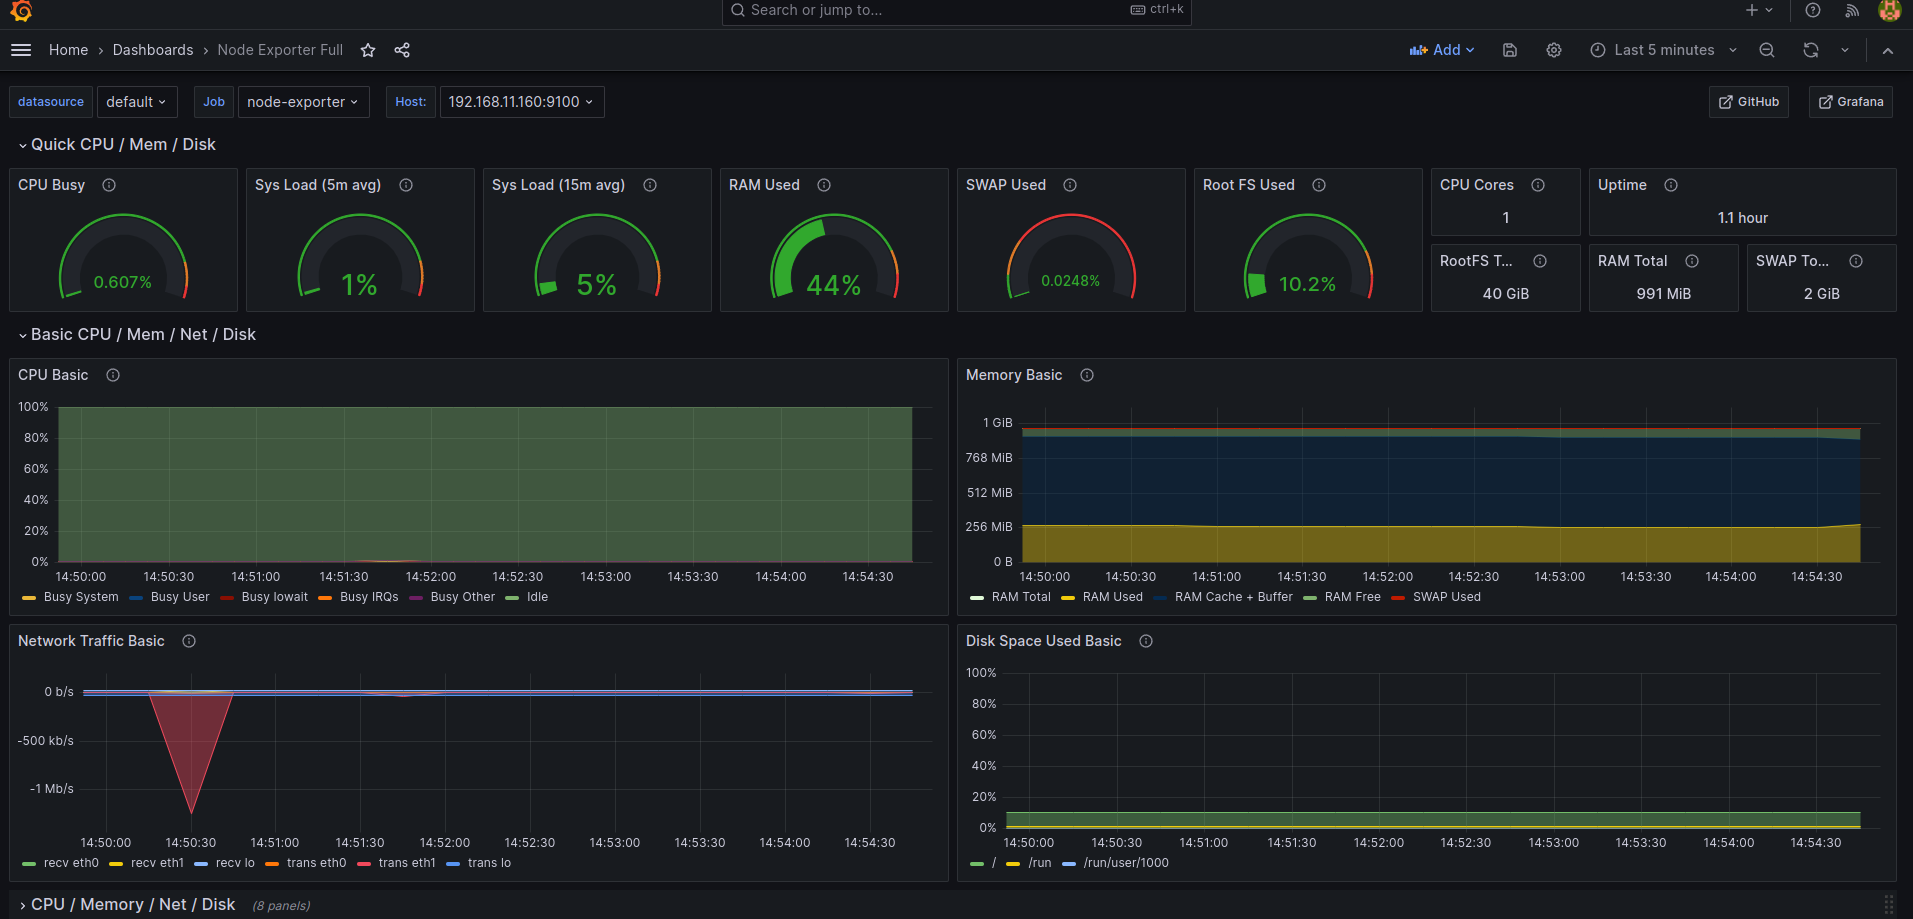 Search or jump to... ctrl+k
Home › Dashboards › Node Exporter Full Add Last 5 minutes
datasource default Job node-exporter Host: 192.168.11.160:9100 GitHub Grafana
Quick CPU / Mem / Disk
CPU Busy Sys Load (5m avg) Sys Load (15m avg) RAM Used SWAP Used Root FS Used CPU Cores Uptime
1 1.1 hour
0.607% 1% 5% 44% 0.0248% 10.2%
RootFS T... RAM Total SWAP To...
40 GiB 991 MiB 2 GiB
Basic CPU / Mem / Net / Disk
CPU Basic
100%
80%
60%
40%
20%
0%
14:50:00 14:50:30 14:51:00 14:51:30 14:52:00 14:52:30 14:53:00 14:53:30 14:54:00 14:54:30
Busy System Busy User Busy Iowait Busy IRQs Busy Other Idle
Memory Basic
1 GiB
768 MiB
512 MiB
256 MiB
0 B
14:50:00 14:50:30 14:51:00 14:51:30 14:52:00 14:52:30 14:53:00 14:53:30 14:54:00 14:54:30
RAM Total RAM Used RAM Cache + Buffer RAM Free SWAP Used
Network Traffic Basic
0 b/s
-500 kb/s
-1 Mb/s
14:50:00 14:50:30 14:51:00 14:51:30 14:52:00 14:52:30 14:53:00 14:53:30 14:54:00 14:54:30
recv eth0 recv eth1 recv lo trans eth0 trans eth1 trans lo
Disk Space Used Basic
100%
80%
60%
40%
20%
0%
14:50:00 14:50:30 14:51:00 14:51:30 14:52:00 14:52:30 14:53:00 14:53:30 14:54:00 14:54:30
/ /run /run/user/1000
CPU / Memory / Net / Disk (8 panels)